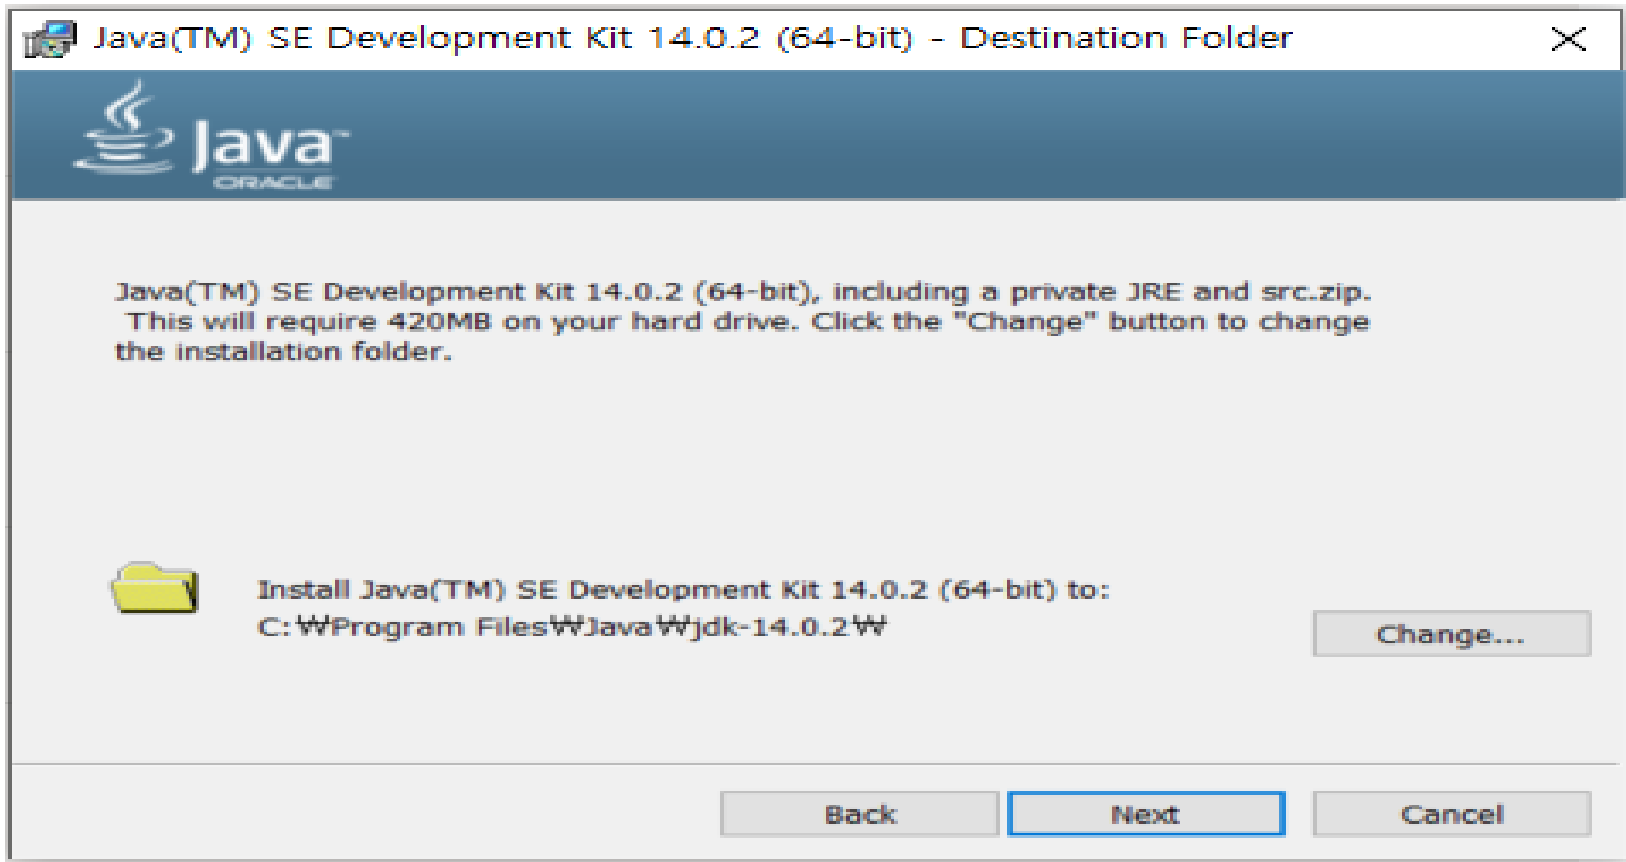 Java(TM) SE Development Kit 14.0.2 (64-bit) - Destination Folder
Java™
ORACLE
Java(TM) SE Development Kit 14.0.2 (64-bit), including a private JRE and src.zip.
This will require 420MB on your hard drive. Click the "Change" button to change
the installation folder.
Install Java(TM) SE Development Kit 14.0.2 (64-bit) to:
C:₩Program Files₩Java₩jdk-14.0.2₩
Change...
Back
Next
Cancel